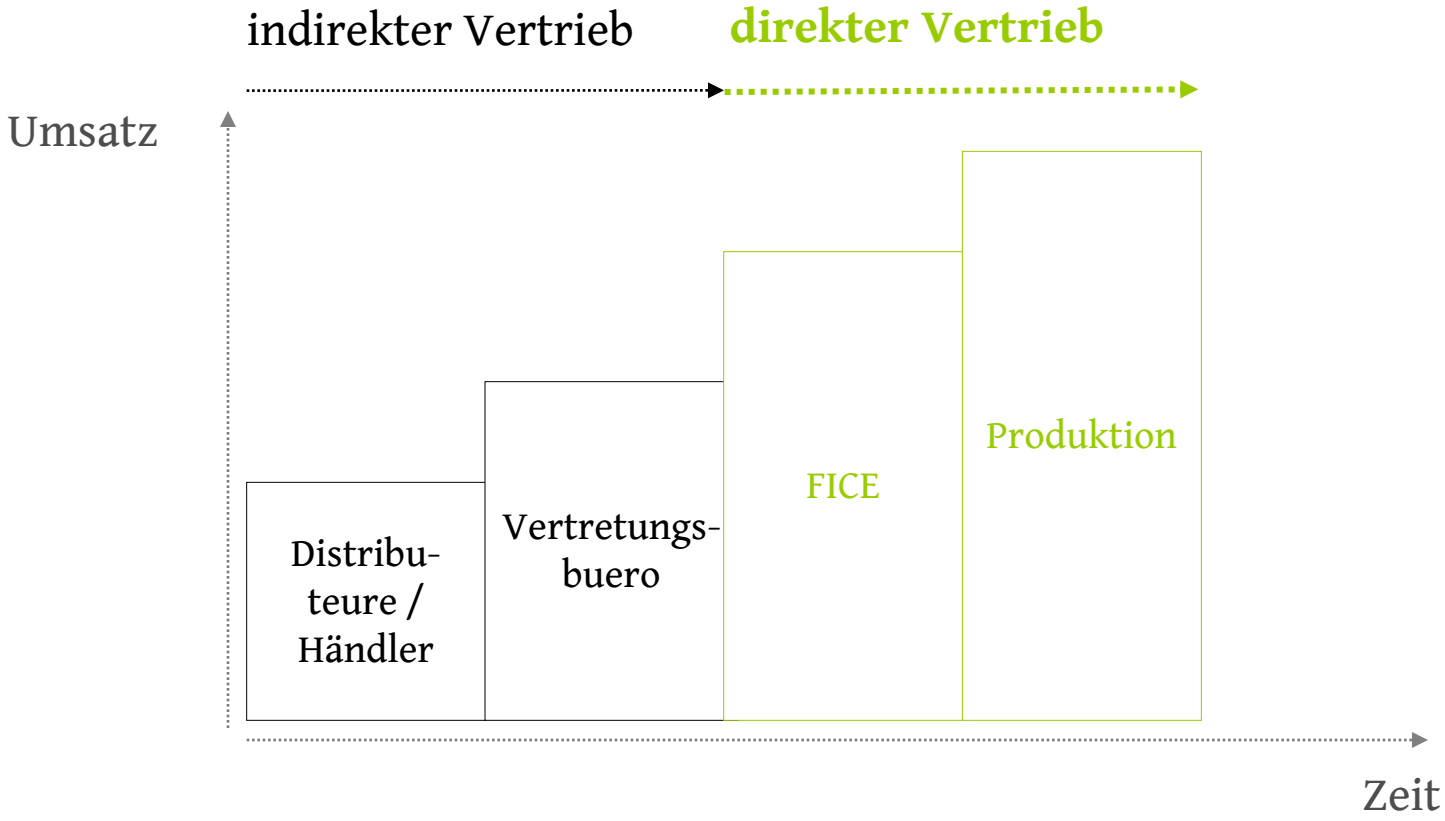 indirekter Vertrieb
direkter Vertrieb
Umsatz
Distribu-
teure /
Händler
Vertretungs-
buero
FICE
Produktion
Zeit